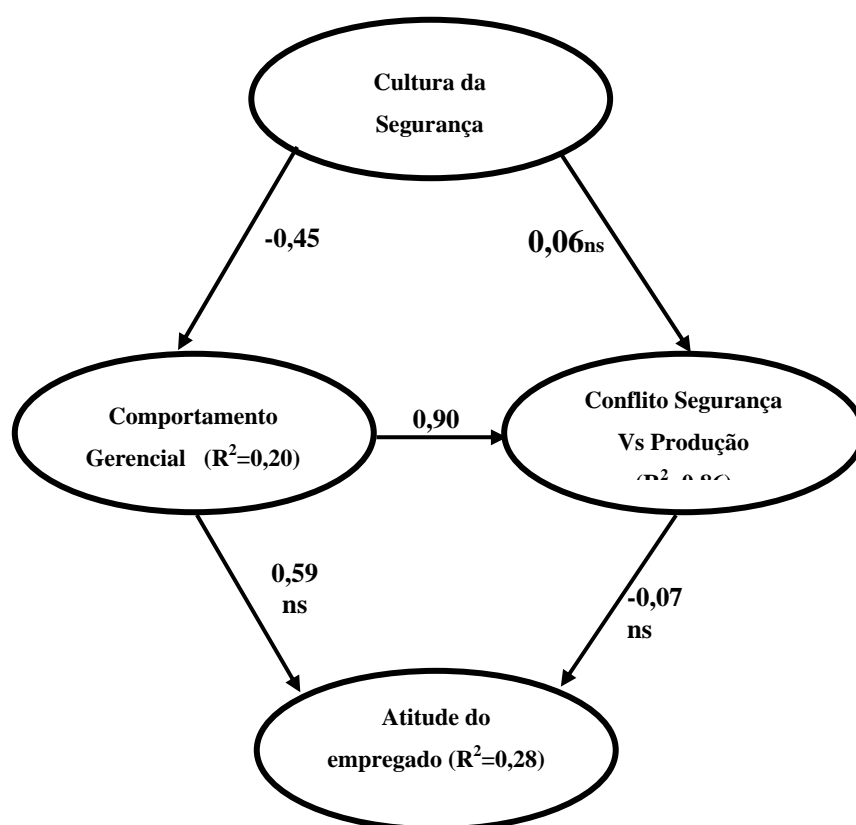 Cultura da
Segurança
-0,45
0,06ns
Comportamento
Gerencial (R²=0,20)
0,90
Conflito Segurança
Vs Produção
0,59
ns
-0,07
ns
Atitude do
empregado (R²=0,28)